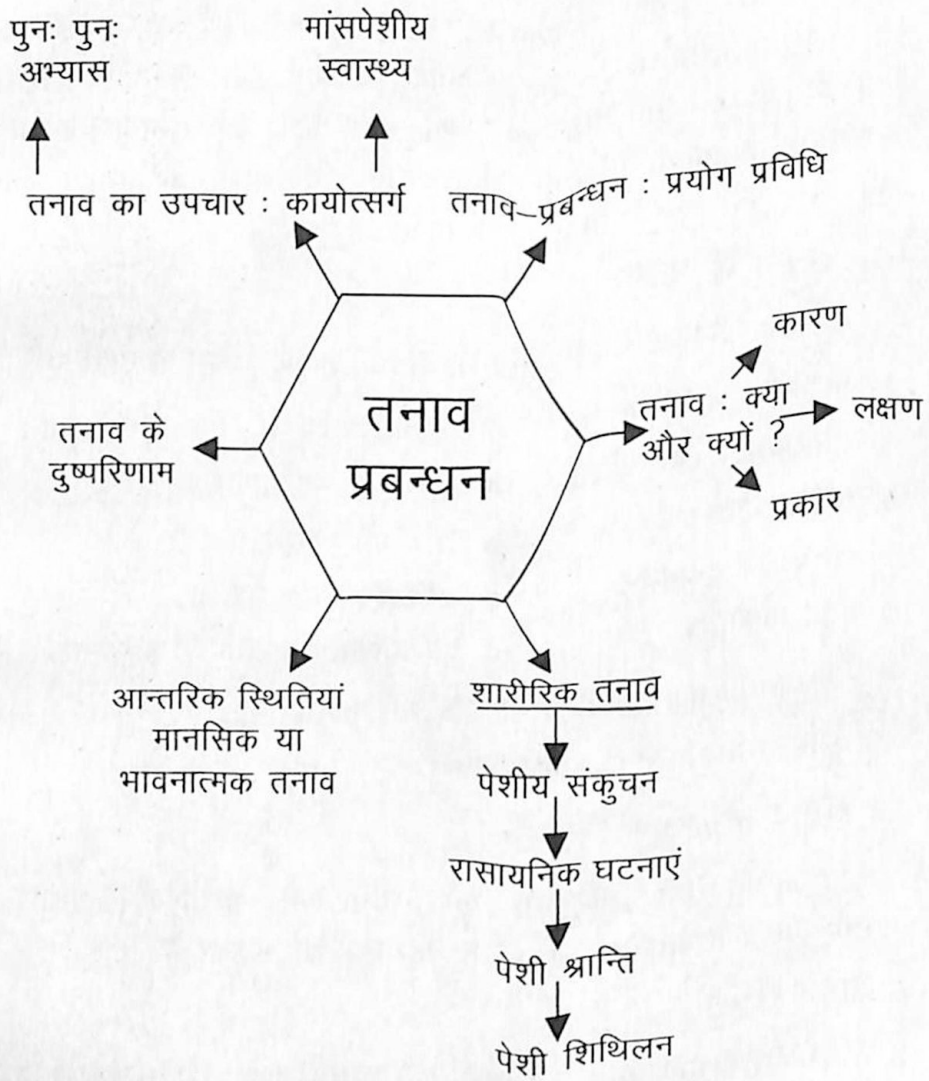 पुनः पुनः
अभ्यास
मांसपेशीय
स्वास्थ्य
तनाव का उपचार : कायोत्सर्ग
तनाव-प्रबन्धन : प्रयोग प्रविधि
तनाव : क्या
और क्यों ?
कारण
लक्षण
प्रकार
तनाव
प्रबन्धन
तनाव के
दुष्परिणाम
आन्तरिक स्थितियां
मानसिक या
भावनात्मक तनाव
शारीरिक तनाव
पेशीय संकुचन
रासायनिक घटनाएं
पेशी श्रान्ति
पेशी शिथिलन